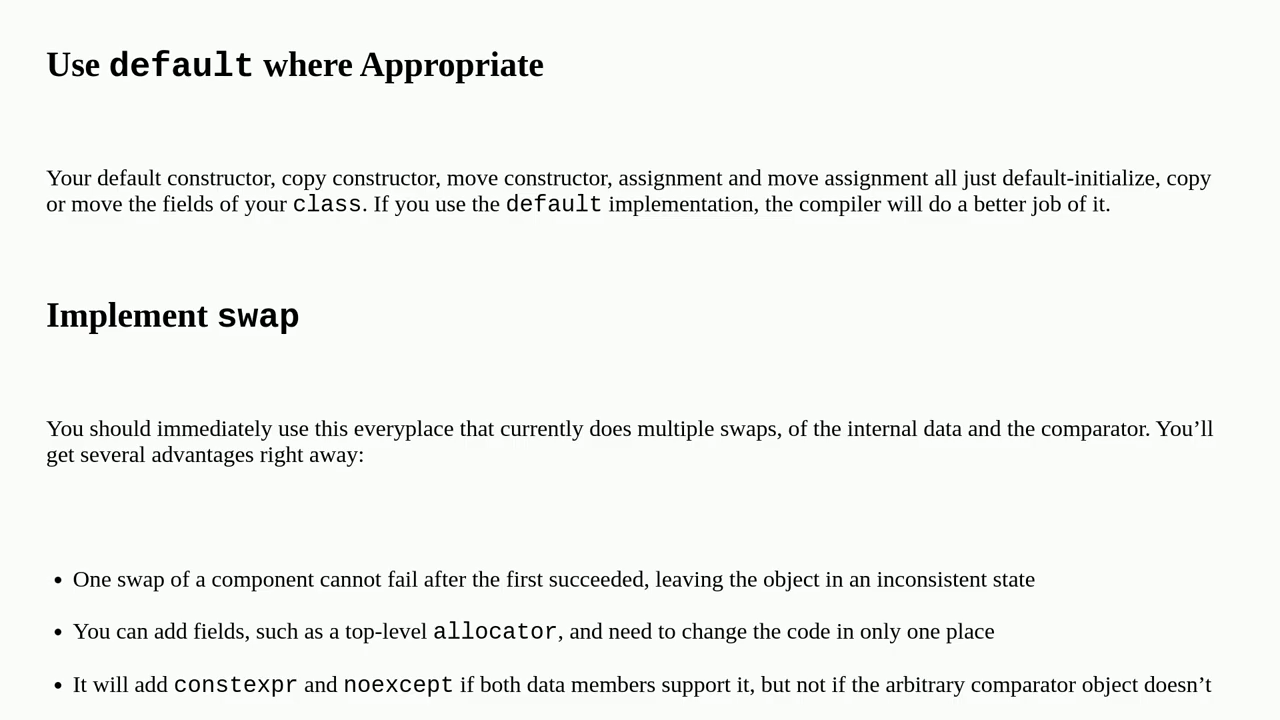 Use default where Appropriate
Your default constructor, copy constructor, move constructor, assignment and move assignment all just default-initialize, copy
or move the fields of your class. If you use the default implementation, the compiler will do a better job of it.
Implement swap
You should immediately use this everyplace that currently does multiple swaps, of the internal data and the comparator. You’ll
get several advantages right away:
• One swap of a component cannot fail after the first succeeded, leaving the object in an inconsistent state
• You can add fields, such as a top-level allocator, and need to change the code in only one place
• It will add constexpr and noexcept if both data members support it, but not if the arbitrary comparator object doesn’t